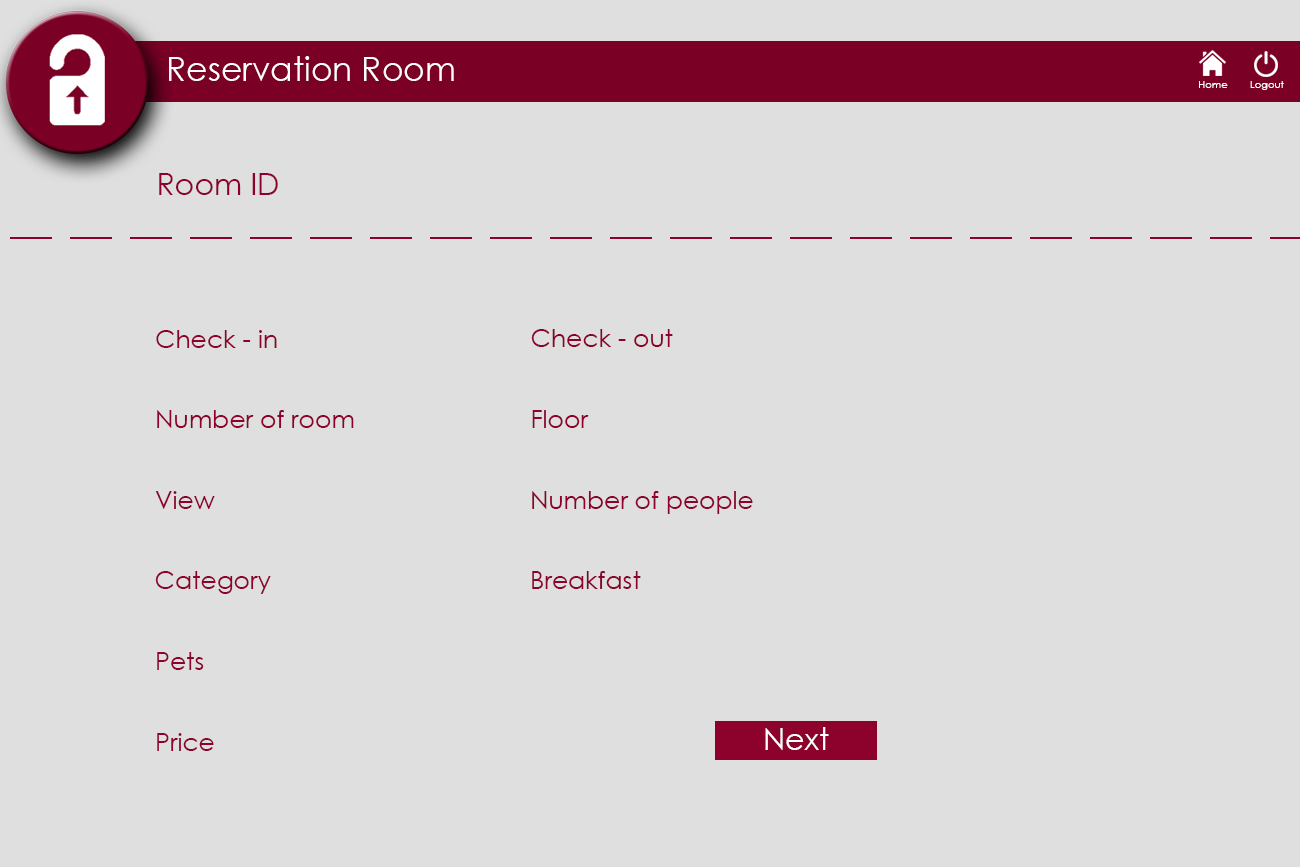 Reservation Room
Home
Logout
Room ID
Check - in
Check - out
Number of room
Floor
View
Number of people
Category
Breakfast
Pets
Price
Next